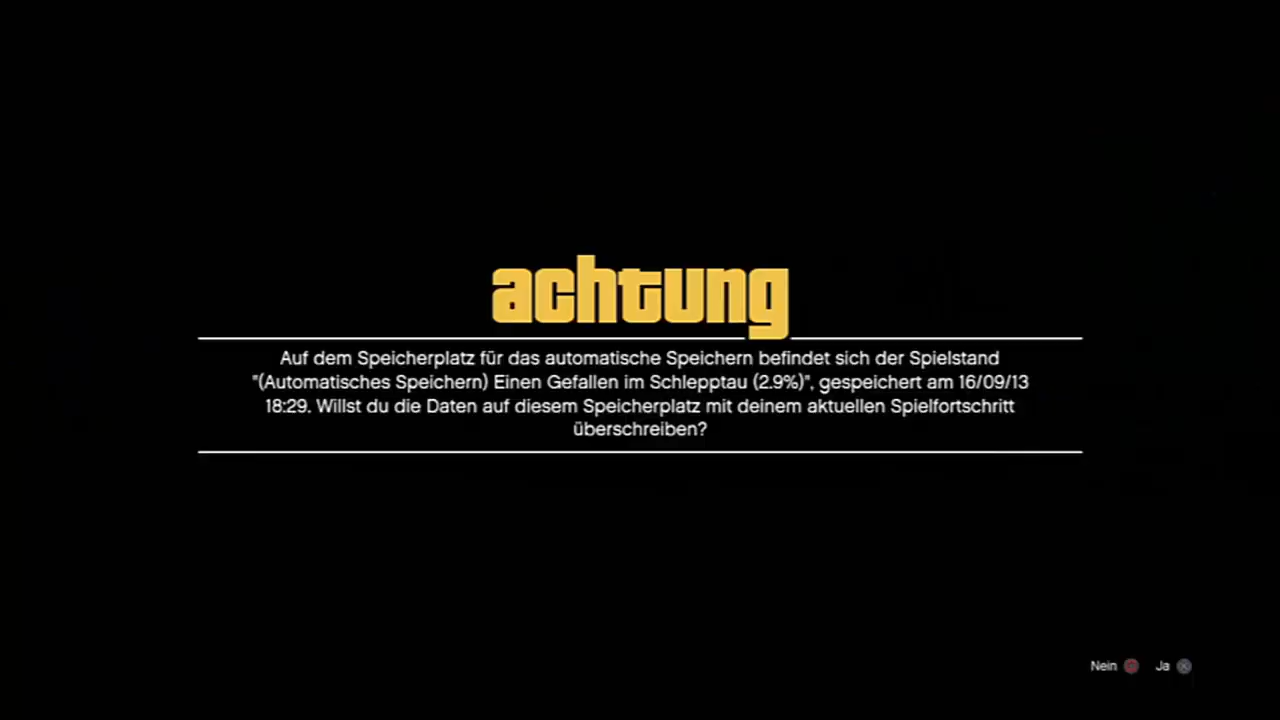 achtung
Auf dem Speicherplatz für das automatische Speichern befindet sich der Spielstand
"(Automatisches Speichern) Einen Gefallen im Schlepptau (2.9%)", gespeichert am 16/09/13
18:29. Willst du die Daten auf diesem Speicherplatz mit deinem aktuellen Spielfortschritt
überschreiben?
Nein Ja